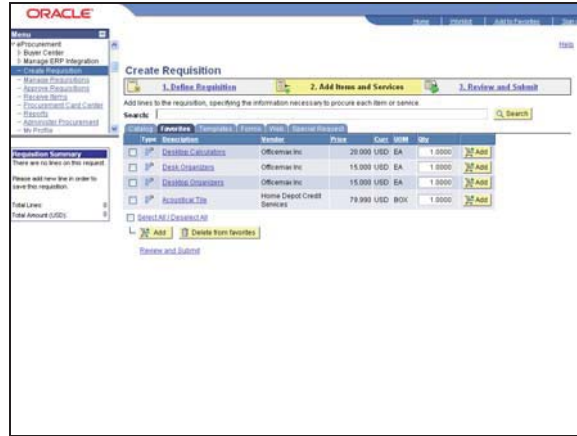 ORACLE
Home | Worklist | Add to Favorites | Sign
Menu
eProcurement
Buyer Center
Manage ERP Integration
Create Requisition
Manage Requisitions
Approve Requisitions
Receive Items
Procurement Card Center
Reports
Administer Procurement
My Profile
Help
Create Requisition
1. Define Requisition
2. Add Items and Services
3. Review and Submit
Add lines to the requisition, specifying the information necessary to procure each item or service.
Search:
Search
Catalog Favorites Templates Forms Web Special Request
Type Description Vendor Price Curr UOM Qty
Desktop Calculators Officemax Inc 20.000 USD EA 1.0000 Add
Desk Organizers Officemax Inc 15.000 USD EA 1.0000 Add
Desktop Organizers Officemax Inc 15.000 USD EA 1.0000 Add
Acoustical Tile Home Depot Credit Services 79.990 USD BOX 1.0000 Add
Select All / Deselect All
Add Delete from favorites
Review and Submit
Requisition Summary
There are no lines on this request.
Please add new line in order to
save this requisition.
Total Lines: 0
Total Amount (USD): 0